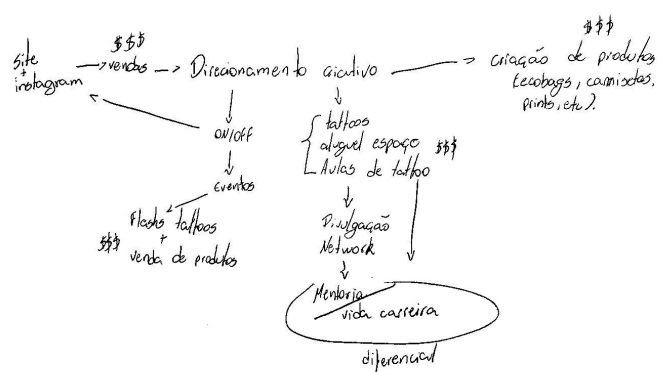 $$$
site
+
instagram
$$$
vendas
Direcionamento criativo
criação de produtos
(ecobags, camisetas,
prints, etc).
ON/OFF
Eventos
Flashs tattoos
+
$$$
venda de produtos
tattoos
aluguel espaço
$$$
Aulas de tattoo
Divulgação
Network
Mentoria
vida carreira
diferencial